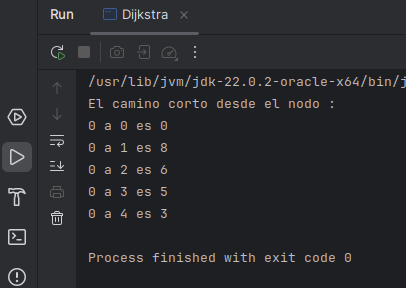 Run Dijkstra
/usr/lib/jvm/jdk-22.0.2-oracle-x64/bin/j
El camino corto desde el nodo :
0 a 0 es 0
0 a 1 es 8
0 a 2 es 6
0 a 3 es 5
0 a 4 es 3
Process finished with exit code 0